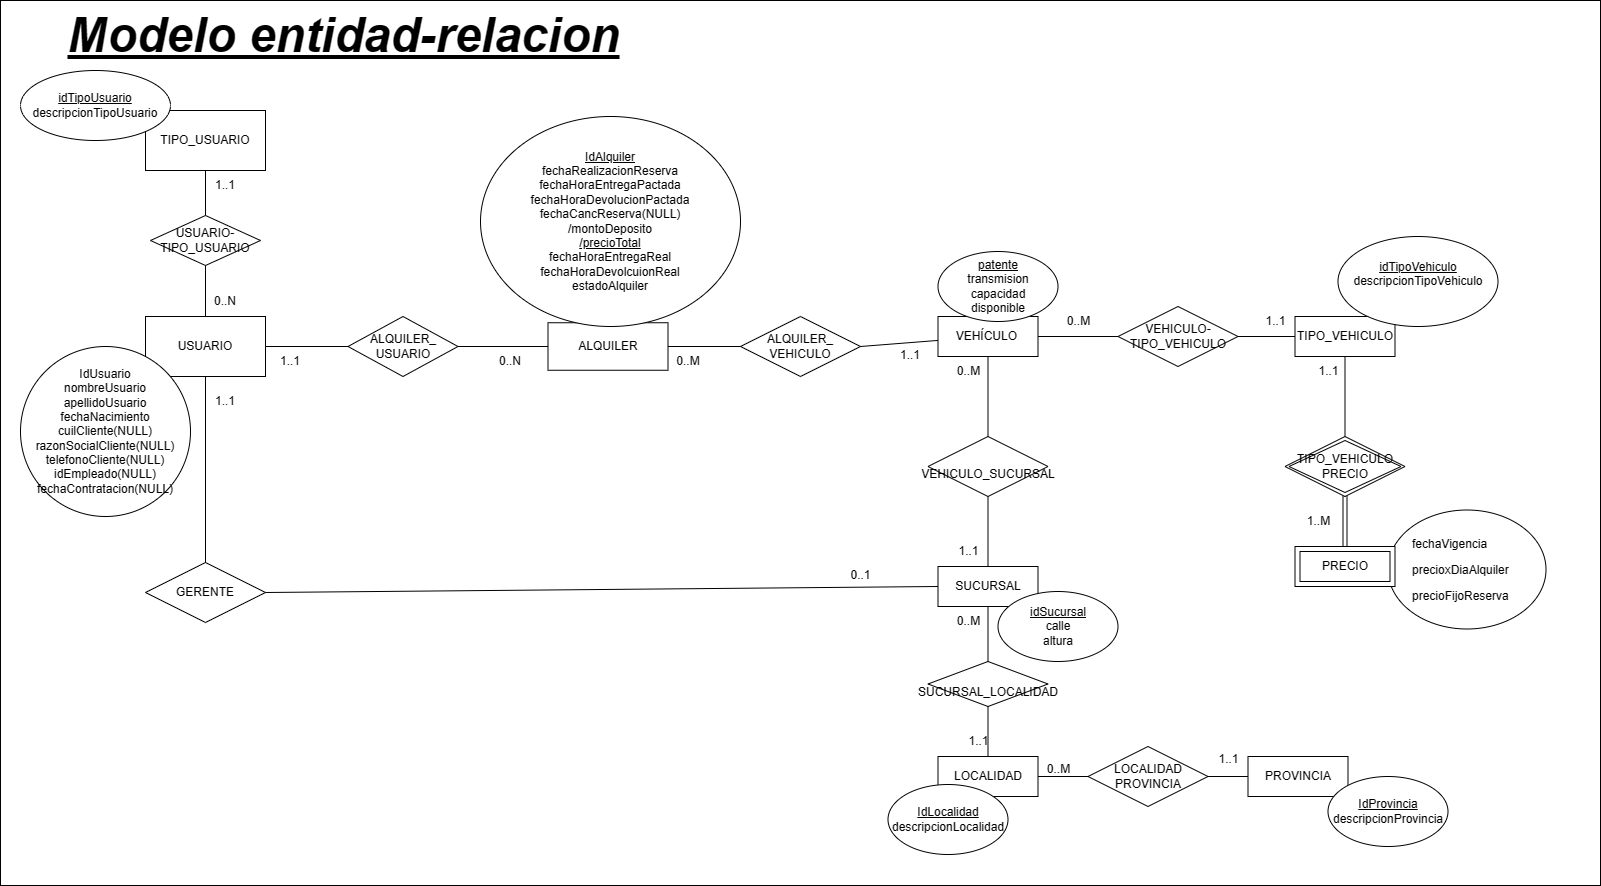 Modelo entidad-relacion
idTipoUsuario
descripcionTipoUsuario
TIPO_USUARIO
1..1
USUARIO-
TIPO_USUARIO
0..N
USUARIO
1..1
1..1
IdUsuario
nombreUsuario
apellidoUsuario
fechaNacimiento
cuilCliente(NULL)
razonSocialCliente(NULL)
telefonoCliente(NULL)
idEmpleado(NULL)
fechaContratacion(NULL)
ALQUILER_
USUARIO
0..N
IdAlquiler
fechaRealizacionReserva
fechaHoraEntregaPactada
fechaHoraDevolucionPactada
fechaCancReserva(NULL)
/montoDeposito
/precioTotal
fechaHoraEntregaReal
fechaHoraDevolcuionReal
estadoAlquiler
ALQUILER
0..M
ALQUILER_
VEHICULO
1..1
patente
transmision
capacidad
disponible
VEHÍCULO
0..M
0..M
VEHICULO-
TIPO_VEHICULO
1..1
idTipoVehiculo
descripcionTipoVehiculo
TIPO_VEHICULO
1..1
TIPO_VEHICULO
PRECIO
1..M
PRECIO
fechaVigencia
precioxDiaAlquiler
precioFijoReserva
VEHICULO_SUCURSAL
1..1
GERENTE
0..1
SUCURSAL
0..M
idSucursal
calle
altura
SUCURSAL_LOCALIDAD
1..1
LOCALIDAD
IdLocalidad
descripcionLocalidad
0..M
LOCALIDAD
PROVINCIA
1..1
PROVINCIA
IdProvincia
descripcionProvincia